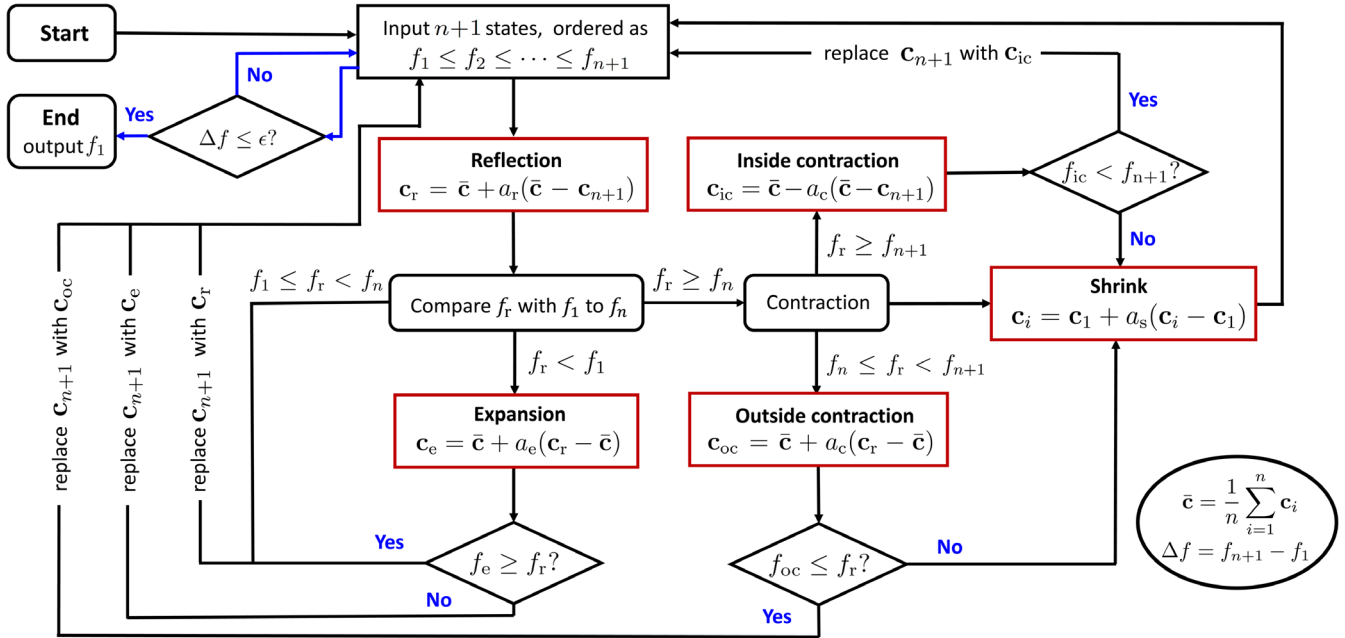 Start
Input n+1 states, ordered as
f₁ ≤ f₂ ≤ ⋯ ≤ fₙ₊₁
replace 𝐜ₙ₊₁ with 𝐜_ic
No
Yes
End
output f₁
Yes
Δf ≤ ϵ?
Reflection
𝐜_r = 𝐜̄ + a_r(𝐜̄ − 𝐜ₙ₊₁)
Inside contraction
𝐜_ic = 𝐜̄ − a_c(𝐜̄ − 𝐜ₙ₊₁)
f_ic < f_n+1?
No
f_r ≥ fₙ₊₁
f₁ ≤ f_r < fₙ
Compare f_r with f₁ to fₙ
f_r ≥ fₙ
Contraction
Shrink
𝐜ᵢ = 𝐜₁ + a_s(𝐜ᵢ − 𝐜₁)
replace 𝐜ₙ₊₁ with 𝐜_oc
replace 𝐜ₙ₊₁ with 𝐜_e
replace 𝐜ₙ₊₁ with 𝐜_r
f_r < f₁
fₙ ≤ f_r < fₙ₊₁
Expansion
𝐜_e = 𝐜̄ + a_e(𝐜_r − 𝐜̄)
Outside contraction
𝐜_oc = 𝐜̄ + a_c(𝐜_r − 𝐜̄)
Yes
f_e ≥ f_r?
No
f_oc ≤ f_r?
No
Yes
𝐜̄ = 1/n ∑ᵢ₌₁ⁿ 𝐜ᵢ
Δf = fₙ₊₁ − f₁